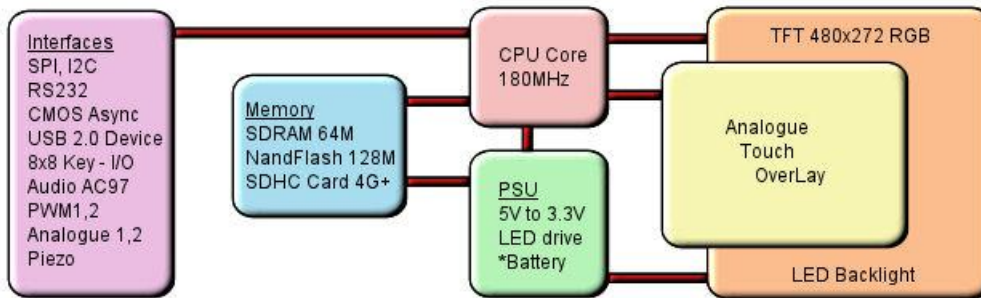 Interfaces
SPI, I2C
RS232
CMOS Async
USB 2.0 Device
8x8 Key - I/O
Audio AC97
PWM1,2
Analogue 1,2
Piezo
Memory
SDRAM 64M
NandFlash 128M
SDHC Card 4G+
CPU Core
180MHz
PSU
5V to 3.3V
LED drive
*Battery
TFT 480x272 RGB
Analogue
Touch
OverLay
LED Backlight